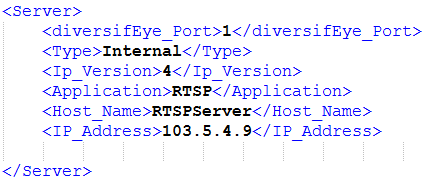 <Server>
<diversifEye_Port>1</diversifEye_Port>
<Type>Internal</Type>
<Ip_Version>4</Ip_Version>
<Application>RTSP</Application>
<Host_Name>RTSPServer</Host_Name>
<IP_Address>103.5.4.9</IP_Address>
</Server>